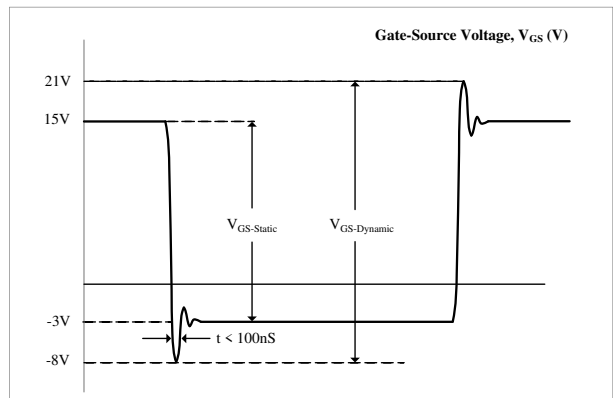 Gate-Source Voltage, VGS (V)
21V
15V
VGS-Static
VGS-Dynamic
-3V
t < 100nS
-8V